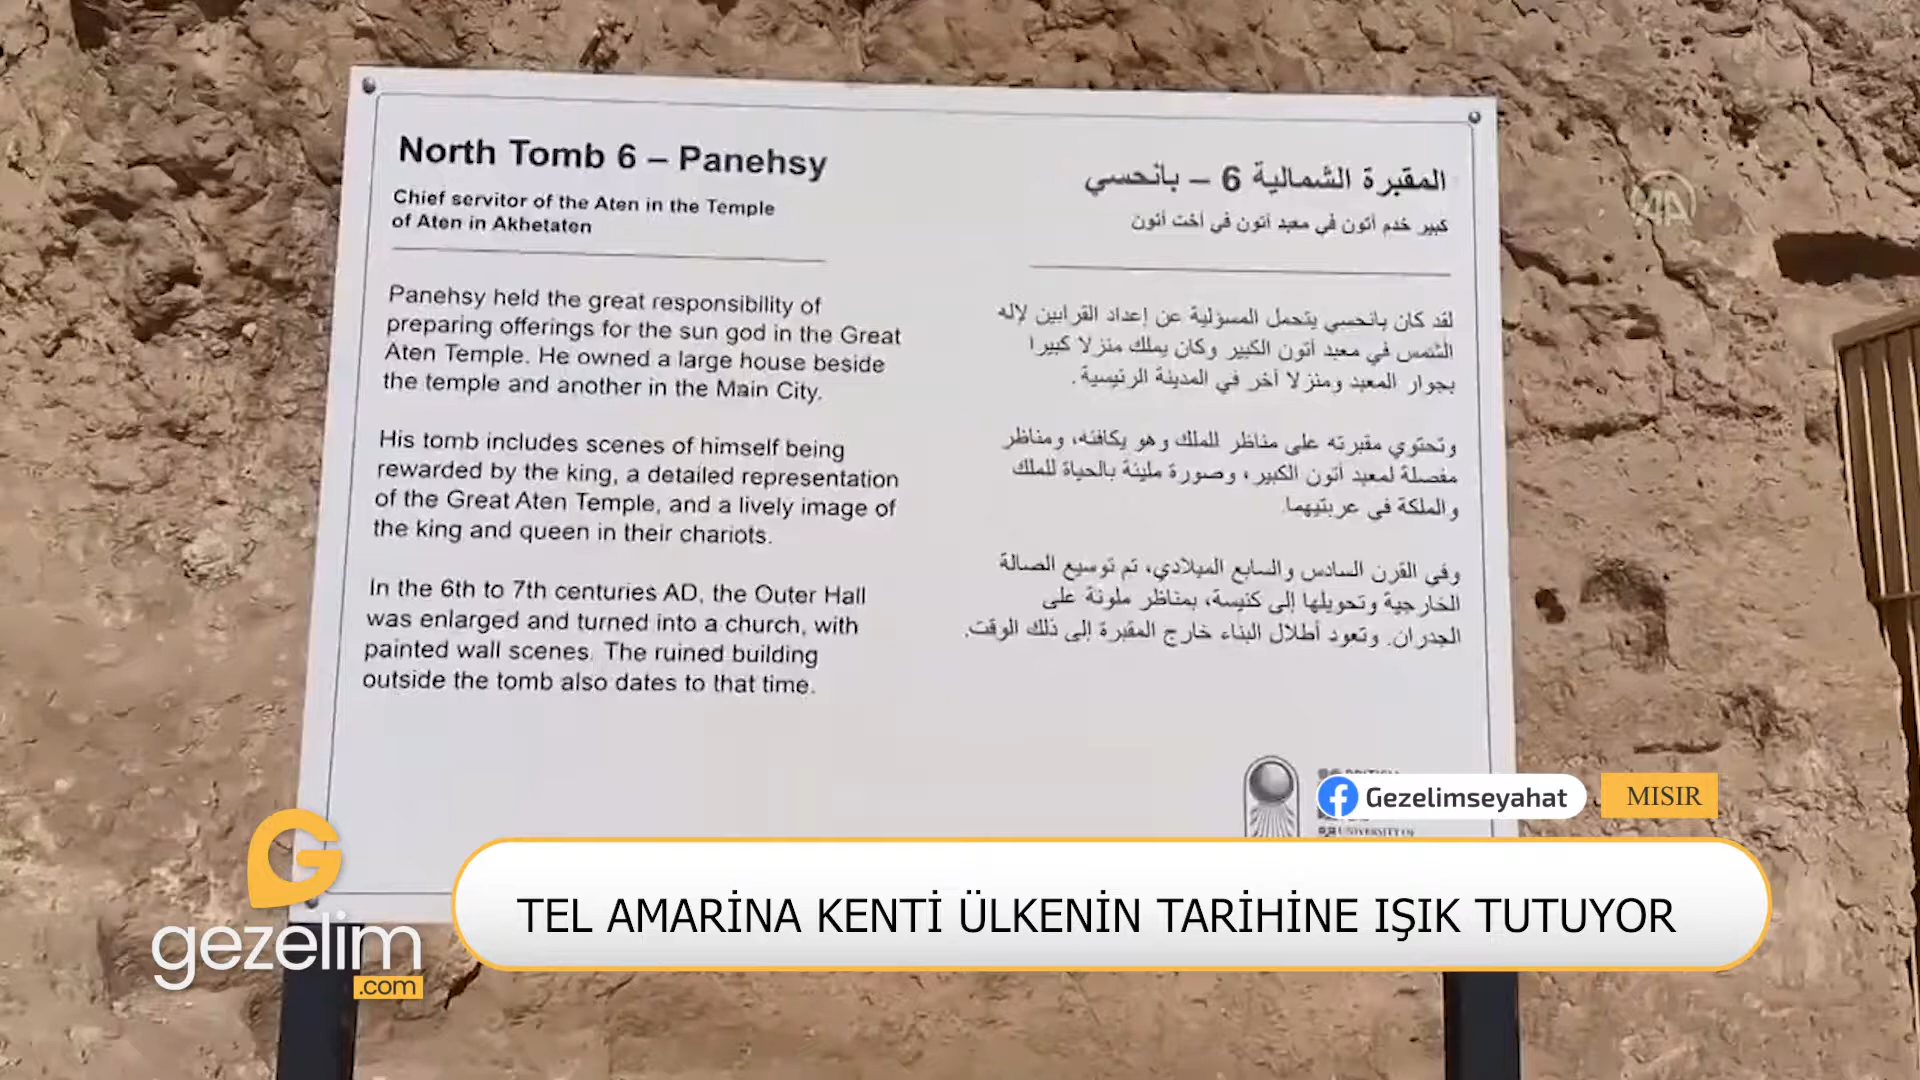 North Tomb 6 – Panehsy
Chief servitor of the Aten in the Temple
of Aten in Akhetaten
Panehsy held the great responsibility of
preparing offerings for the sun god in the Great
Aten Temple. He owned a large house beside
the temple and another in the Main City.
His tomb includes scenes of himself being
rewarded by the king, a detailed representation
of the Great Aten Temple, and a lively image of
the king and queen in their chariots.
In the 6th to 7th centuries AD, the Outer Hall
was enlarged and turned into a church, with
painted wall scenes. The ruined building
outside the tomb also dates to that time.
المقبرة الشمالية 6 – بانحسي
كبير خدم أتون في معبد أتون في أخت أتون
لقد كان بانحسي يتحمل المسؤلية عن إعداد القرابين لإله
الشمس في معبد أتون الكبير وكان يملك منزلا كبيرا
بجوار المعبد ومنزلا آخر في المدينة الرئيسية.
وتحتوي مقبرته على مناظر للملك وهو يكافئه، ومناظر
مفصلة لمعبد أتون الكبير، وصورة مليئة بالحياة للملك
والملكة في عربتيهما.
وفي القرن السادس والسابع الميلادي، تم توسيع الصالة
الخارجية وتحويلها إلى كنيسة، بمناظر ملونة على
الجدران. وتعود أطلال البناء خارج المقبرة إلى ذلك الوقت.
AA
UNIVERSITY OF
Gezelimseyahat
MISIR
TEL AMARİNA KENTİ ÜLKENİN TARİHİNE IŞIK TUTUYOR
gezelim
.com